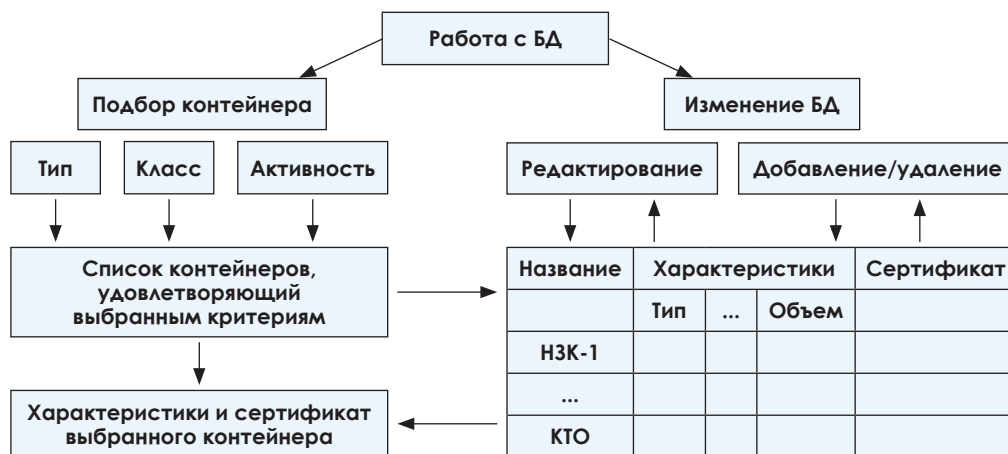 Работа с БД
Подбор контейнера
Изменение БД
Тип
Класс
Активность
Редактирование
Добавление/удаление
Список контейнеров,
удовлетворяющий
выбранным критериям
Название
Характеристики
Сертификат
Тип
...
Объем
НЗК-1
...
КТО
Характеристики и сертификат
выбранного контейнера